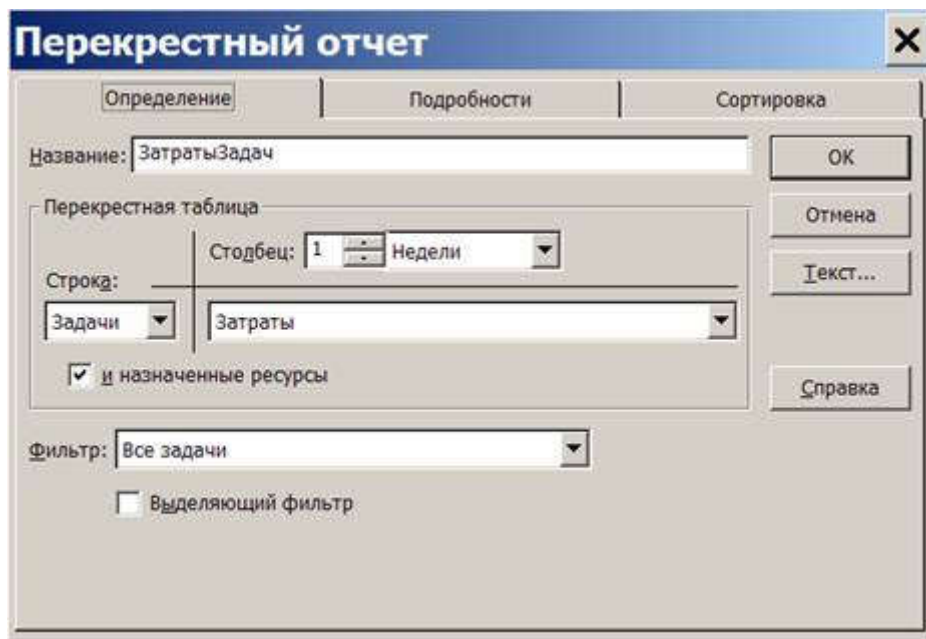 Перекрестный отчет
Определение Подробности Сортировка
Название: ЗатратыЗадач OK
Перекрестная таблица Отмена
Столбец: 1 Недели
Строка: Текст...
Задачи Затраты
и назначенные ресурсы Справка
Фильтр: Все задачи
Выделяющий фильтр